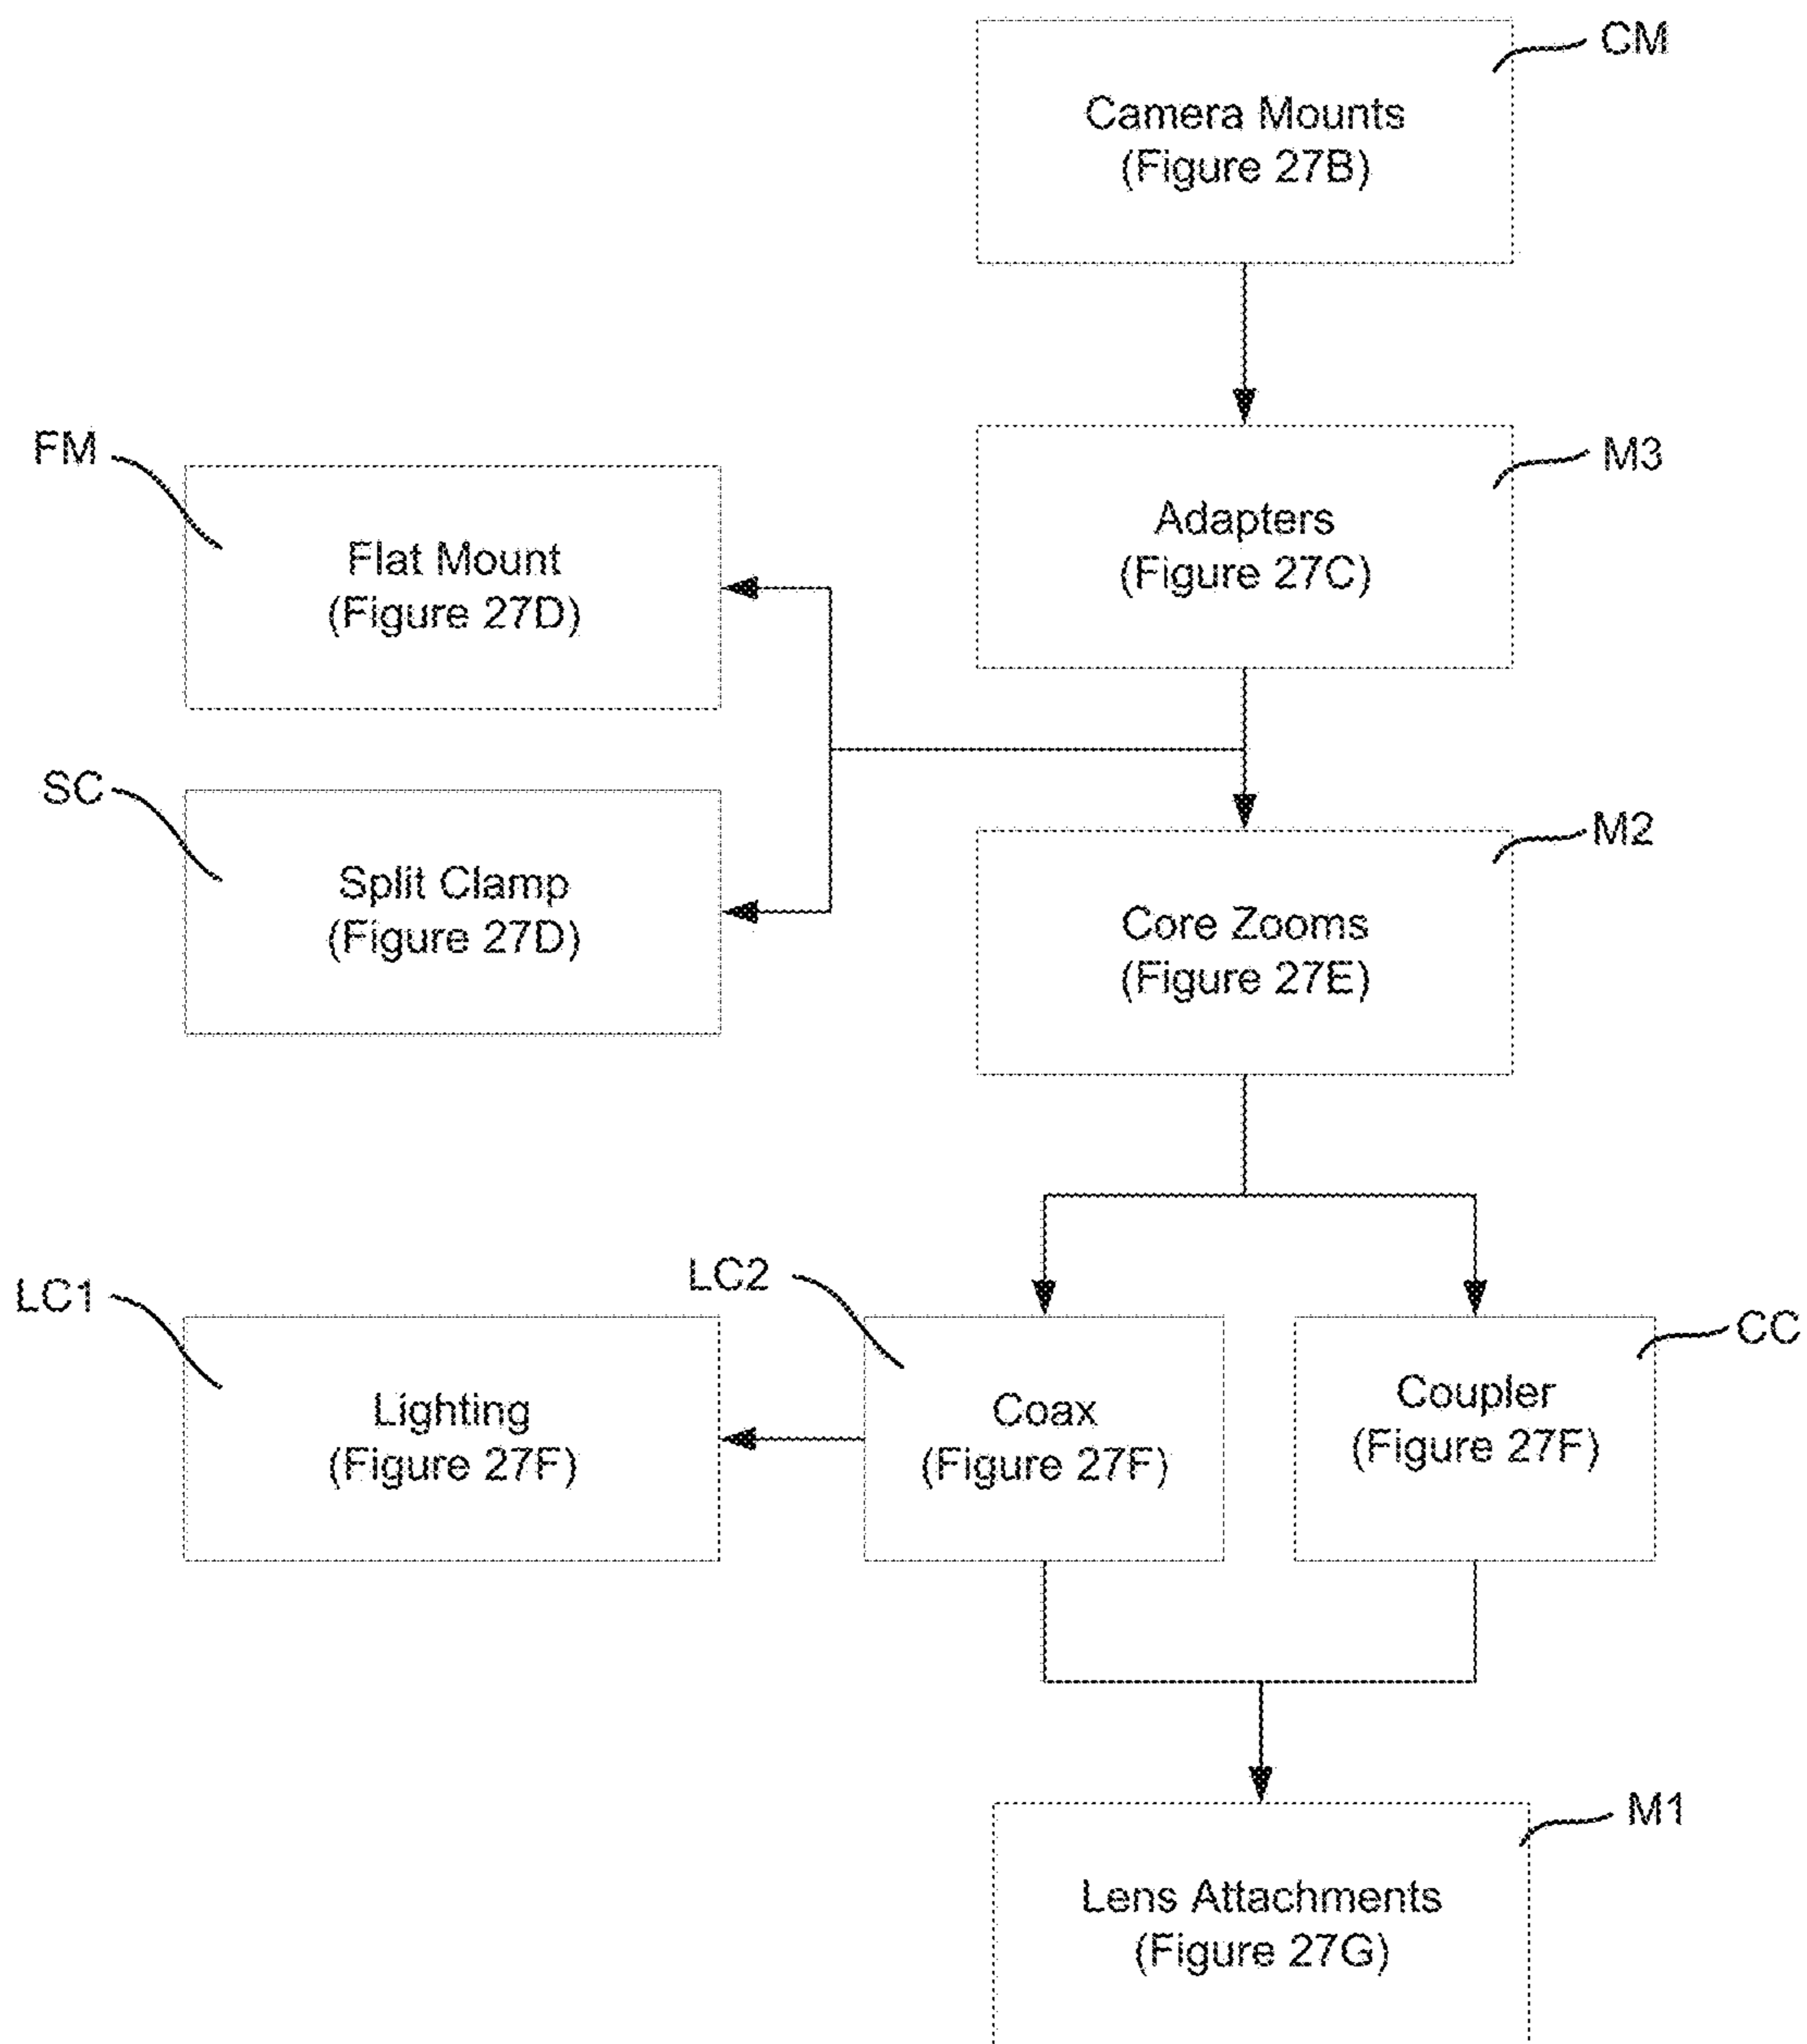 CM
Camera Mounts
(Figure 27B)
FM
M3
Flat Mount
(Figure 27D)
Adapters
(Figure 27C)
SC
M2
Split Clamp
(Figure 27D)
Core Zooms
(Figure 27E)
LC1
LC2
CC
Lighting
(Figure 27F)
Coax
(Figure 27F)
Coupler
(Figure 27F)
M1
Lens Attachments
(Figure 27G)